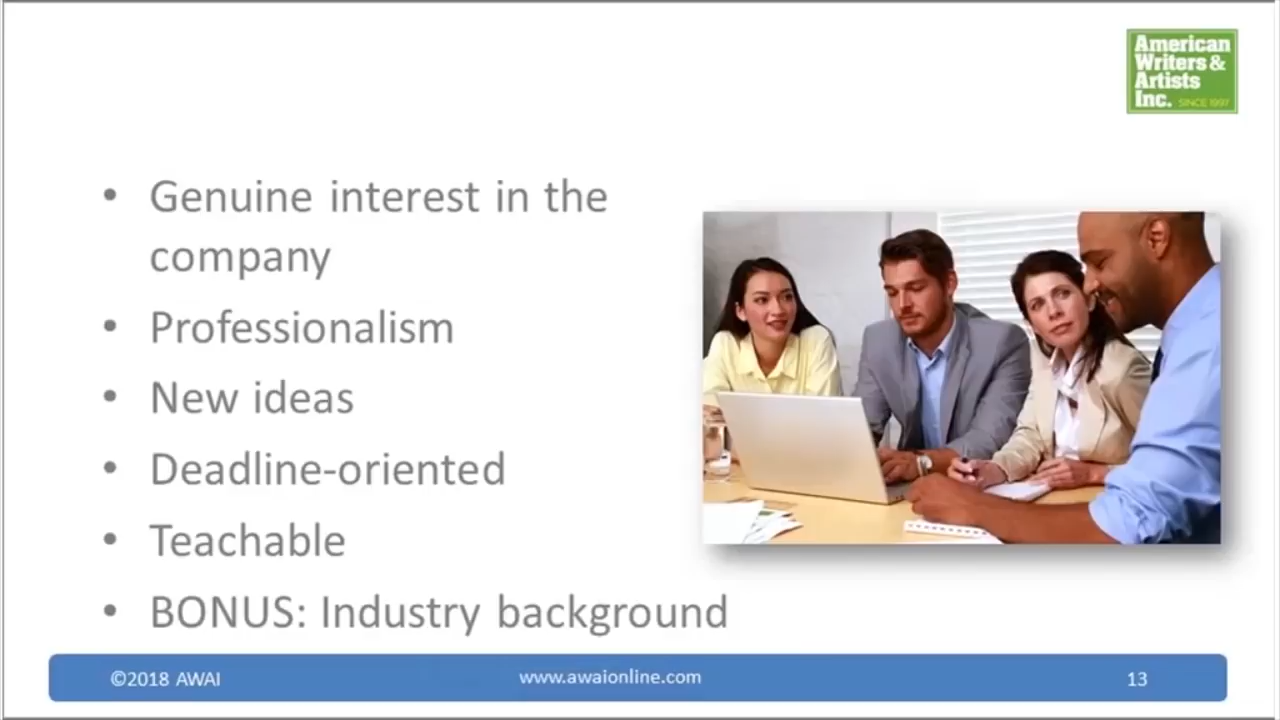 American
Writers &
Artists
Inc. SINCE 1997
• Genuine interest in the
company
• Professionalism
• New ideas
• Deadline-oriented
• Teachable
• BONUS: Industry background
©2018 AWAI
www.awaionline.com
13